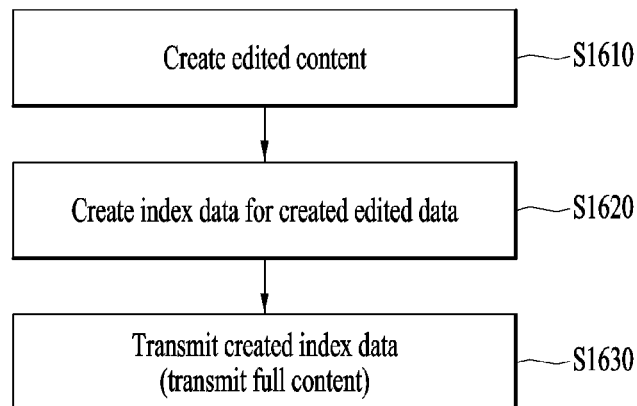 Create edited content
S1610
Create index data for created edited data
S1620
Transmit created index data
(transmit full content)
S1630